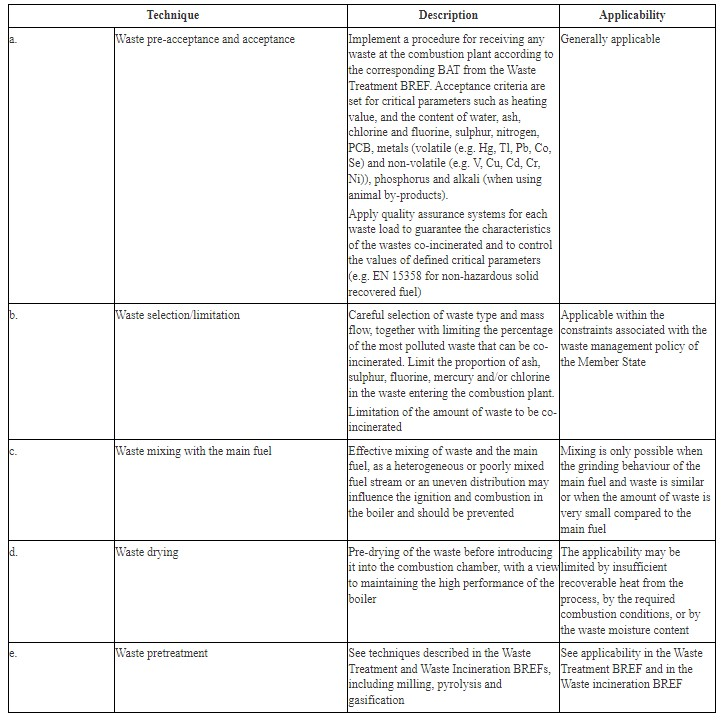 Technique Description Applicability
a. Waste pre-acceptance and acceptance
Implement a procedure for receiving any
waste at the combustion plant according to
the corresponding BAT from the Waste
Treatment BREF. Acceptance criteria are
set for critical parameters such as heating
value, and the content of water, ash,
chlorine and fluorine, sulphur, nitrogen,
PCB, metals (volatile (e.g. Hg, Tl, Pb, Co,
Se) and non-volatile (e.g. V, Cu, Cd, Cr,
Ni)), phosphorus and alkali (when using
animal by-products).
Apply quality assurance systems for each
waste load to guarantee the characteristics
of the wastes co-incinerated and to control
the values of defined critical parameters
(e.g. EN 15358 for non-hazardous solid
recovered fuel)
Generally applicable
b. Waste selection/limitation
Careful selection of waste type and mass
flow, together with limiting the percentage
of the most polluted waste that can be co-
incinerated. Limit the proportion of ash,
sulphur, fluorine, mercury and/or chlorine
in the waste entering the combustion plant.
Limitation of the amount of waste to be co-
incinerated
Applicable within the
constraints associated with the
waste management policy of
the Member State
c. Waste mixing with the main fuel
Effective mixing of waste and the main
fuel, as a heterogeneous or poorly mixed
fuel stream or an uneven distribution may
influence the ignition and combustion in
the boiler and should be prevented
Mixing is only possible when
the grinding behaviour of the
main fuel and waste is similar
or when the amount of waste is
very small compared to the
main fuel
d. Waste drying
Pre-drying of the waste before introducing
it into the combustion chamber, with a view
to maintaining the high performance of the
boiler
The applicability may be
limited by insufficient
recoverable heat from the
process, by the required
combustion conditions, or by
the waste moisture content
e. Waste pretreatment
See techniques described in the Waste
Treatment and Waste Incineration BREFs,
including milling, pyrolysis and
gasification
See applicability in the Waste
Treatment BREF and in the
Waste incineration BREF